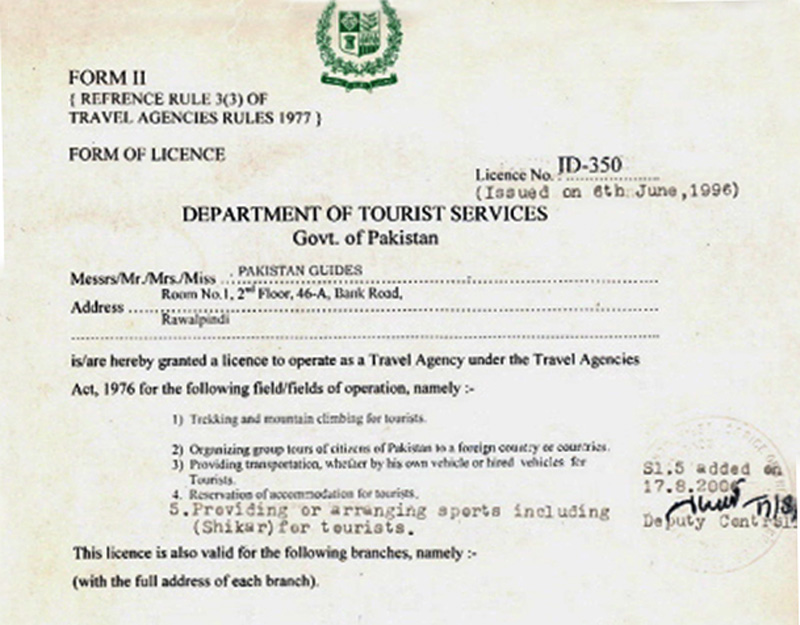 FORM II
{ REFRENCE RULE 3(3) OF
TRAVEL AGENCIES RULES 1977 }
FORM OF LICENCE
Licence No. JD-350
(Issued on 6th June,1996)
DEPARTMENT OF TOURIST SERVICES
Govt. of Pakistan
Messrs/Mr./Mrs./Miss PAKISTAN GUIDES
Address Room No.1, 2nd Floor, 46-A, Bank Road,
Rawalpindi
is/are hereby granted a licence to operate as a Travel Agency under the Travel Agencies
Act, 1976 for the following field/fields of operation, namely :-
1) Trekking and mountain climbing for tourists.
2) Organizing group tours of citizens of Pakistan to a foreign country or countries.
3) Providing transportation, whether by his own vehicle or hired vehicles for
Tourists.
4. Reservation of accommodation for tourists.
5.Providing or arranging sports including
(Shikar)for tourists.
S1.5 added on
17.8.2006
17/8
Deputy Control
This licence is also valid for the following branches, namely :-
(with the full address of each branch).